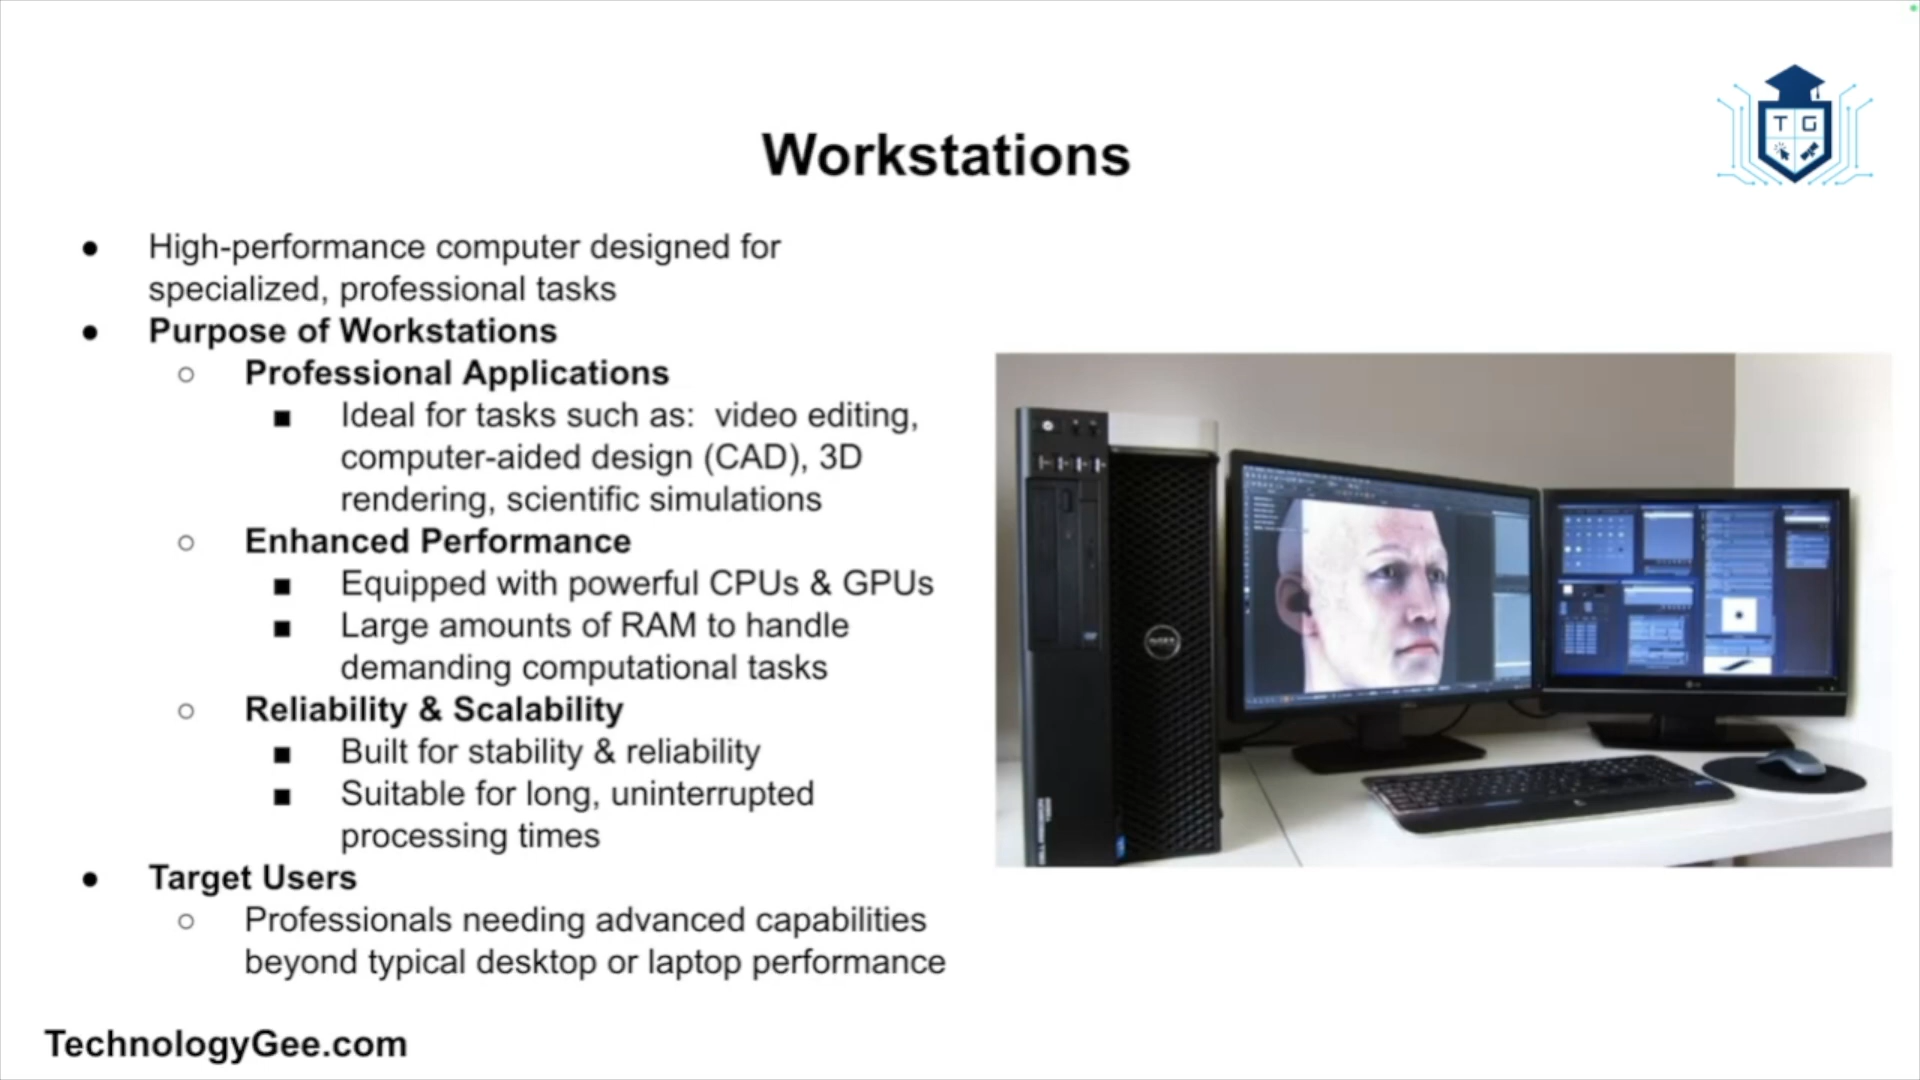 Workstations
T G
● High-performance computer designed for
specialized, professional tasks
● Purpose of Workstations
○ Professional Applications
■ Ideal for tasks such as:  video editing,
computer-aided design (CAD), 3D
rendering, scientific simulations
○ Enhanced Performance
■ Equipped with powerful CPUs & GPUs
■ Large amounts of RAM to handle
demanding computational tasks
○ Reliability & Scalability
■ Built for stability & reliability
■ Suitable for long, uninterrupted
processing times
● Target Users
○ Professionals needing advanced capabilities
beyond typical desktop or laptop performance
DELL
TechnologyGee.com